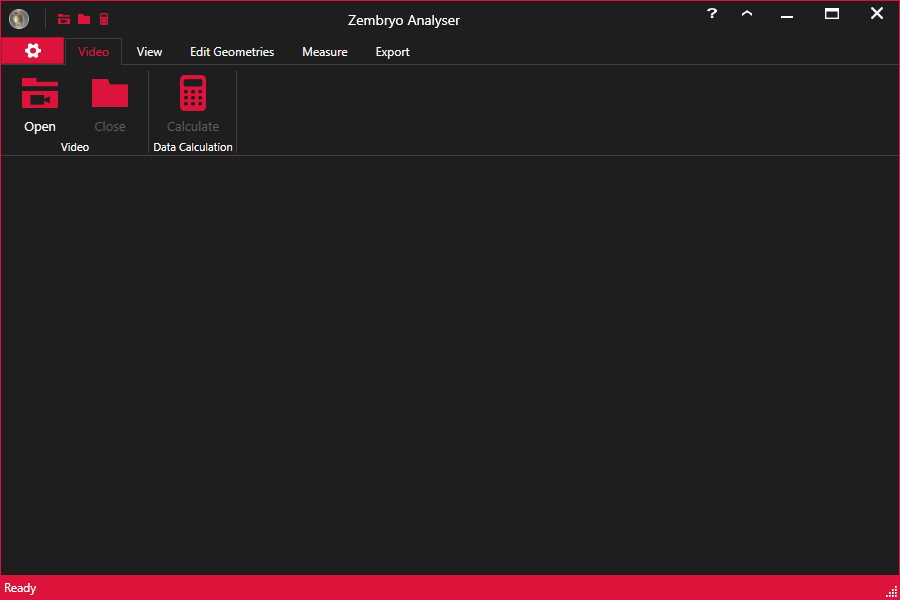 Zembryo Analyser
?
Video View Edit Geometries Measure Export
Open Close Calculate
Video Data Calculation
Ready